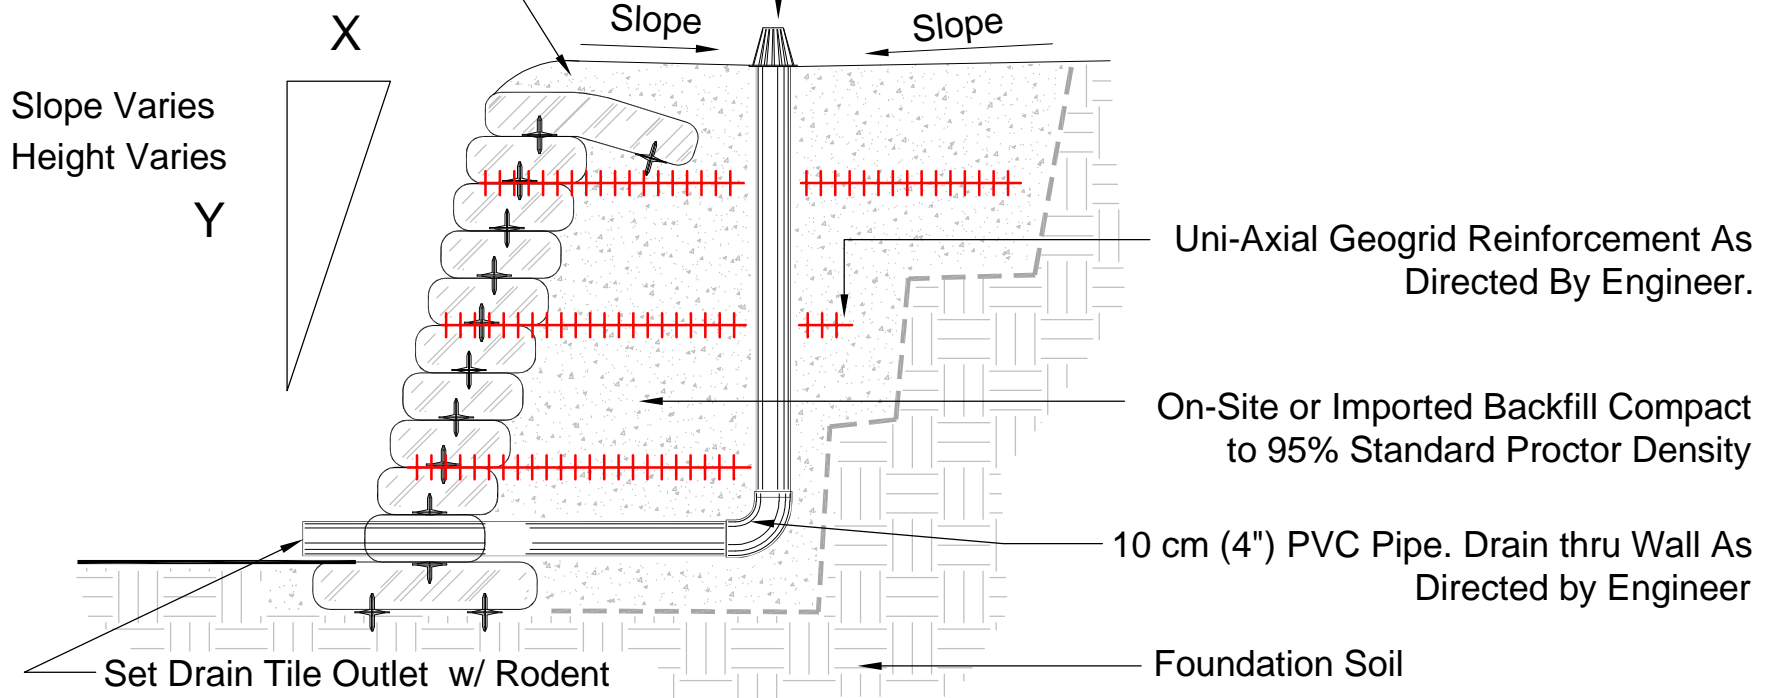 Slope
Slope
X
Slope Varies
Height Varies
Y
Uni-Axial Geogrid Reinforcement As
Directed By Engineer.
On-Site or Imported Backfill Compact
to 95% Standard Proctor Density
10 cm (4") PVC Pipe. Drain thru Wall As
Directed by Engineer
Foundation Soil
Set Drain Tile Outlet w/ Rodent